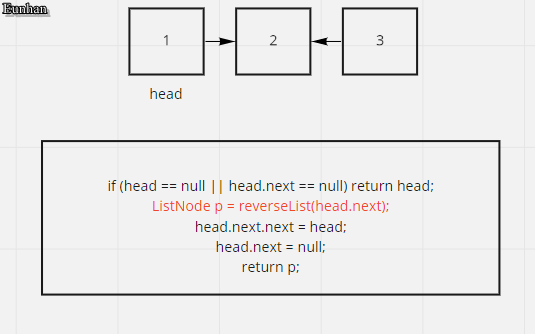 Eunhan
1 2 3
head
if (head == null || head.next == null) return head;
ListNode p = reverseList(head.next);
head.next.next = head;
head.next = null;
return p;